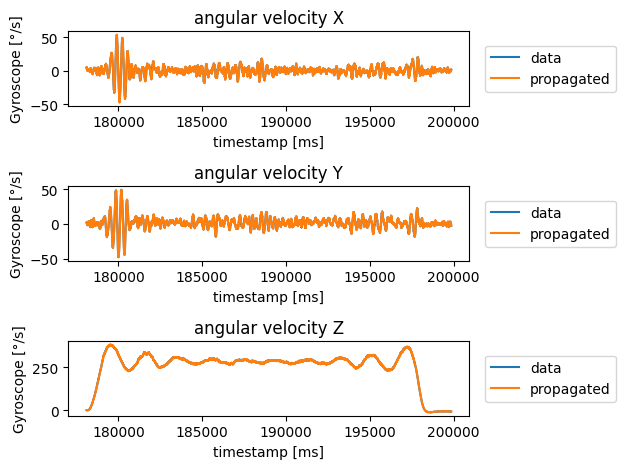 angular velocity X
Gyroscope [°/s]
50
0
−50
180000 185000 190000 195000 200000
timestamp [ms]
data
propagated
angular velocity Y
Gyroscope [°/s]
50
0
−50
180000 185000 190000 195000 200000
timestamp [ms]
data
propagated
angular velocity Z
Gyroscope [°/s]
250
0
180000 185000 190000 195000 200000
timestamp [ms]
data
propagated